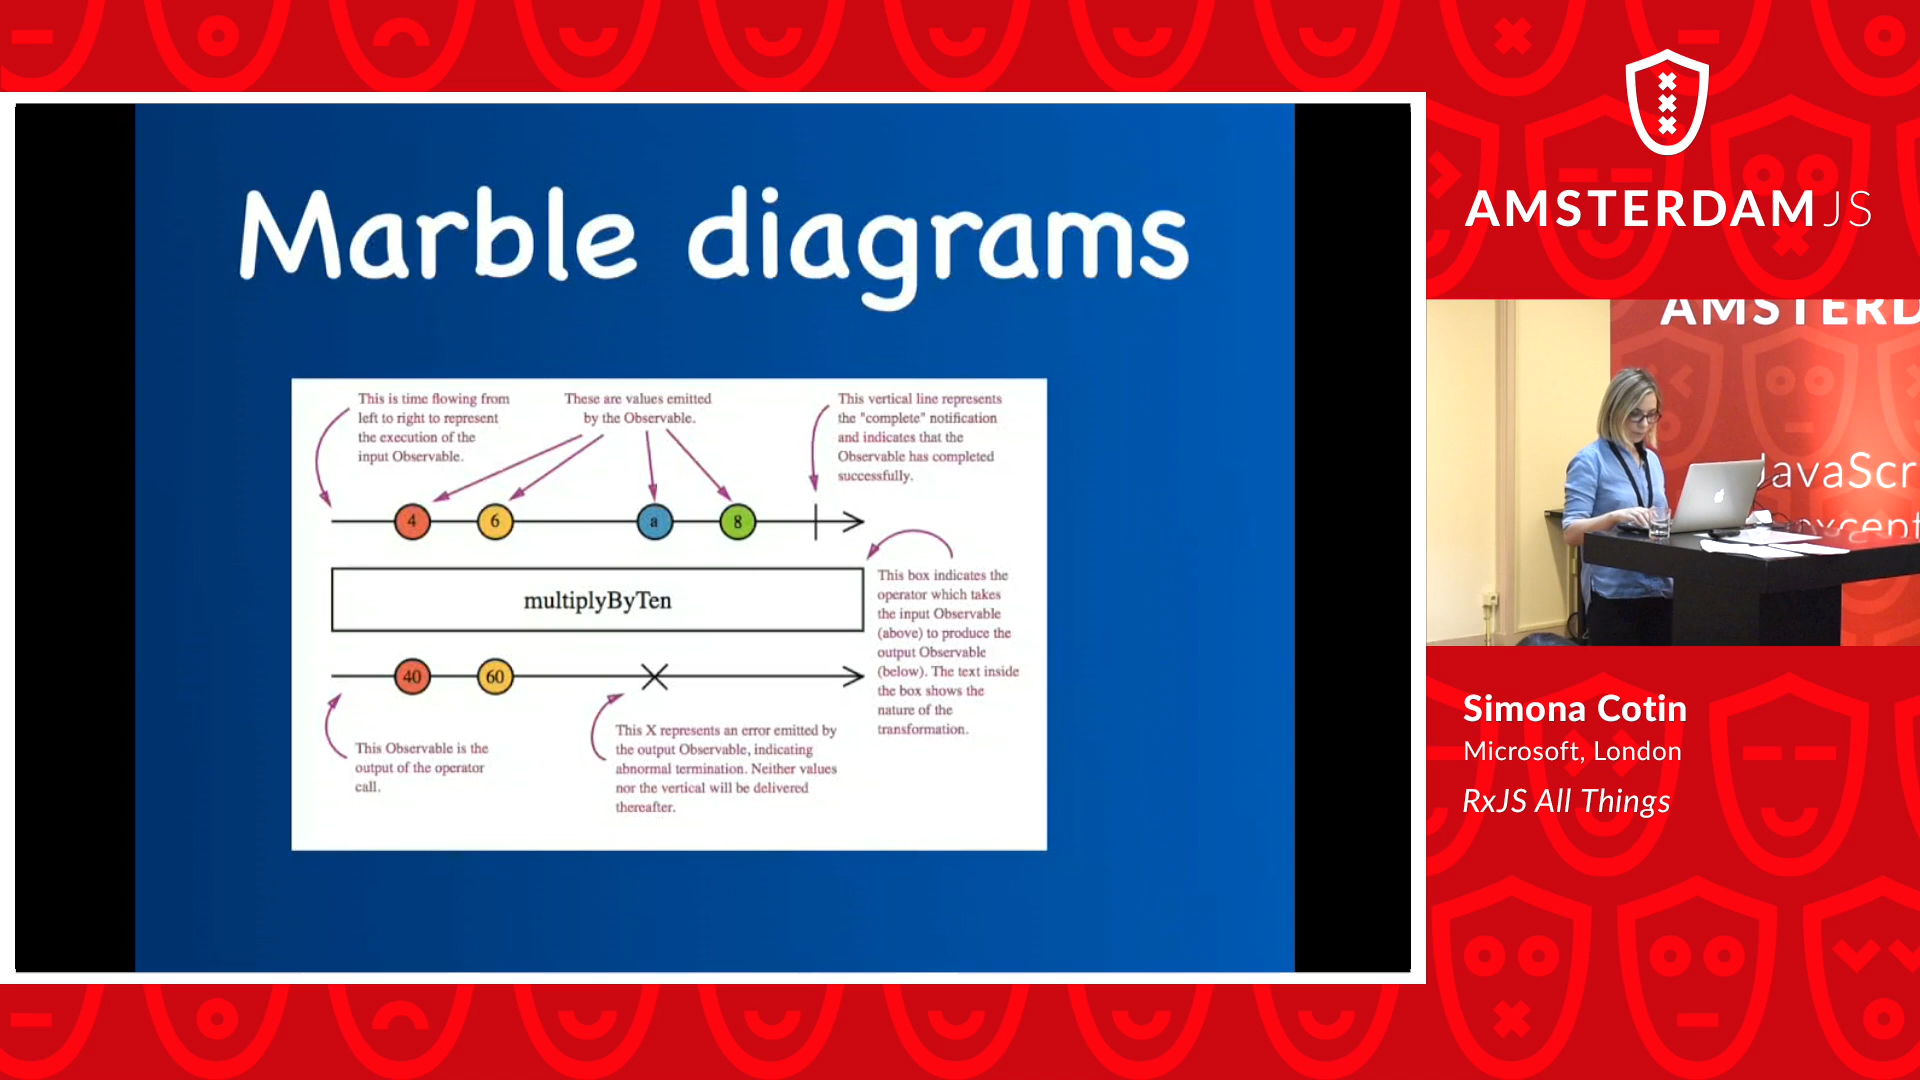 Marble diagrams
This is time flowing from
left to right to represent
the execution of the
input Observable.
These are values emitted
by the Observable.
This vertical line represents
the "complete" notification
and indicates that the
Observable has completed
successfully.
4
6
a
8
multiplyByTen
This box indicates the
operator which takes
the input Observable
(above) to produce the
output Observable
(below). The text inside
the box shows the
nature of the
transformation.
40
60
This Observable is the
output of the operator
call.
This X represents an error emitted by
the output Observable, indicating
abnormal termination. Neither values
nor the vertical will be delivered
thereafter.
AMSTERDAMJS
AMSTERD
JavaScr
xcept
Simona Cotin
Microsoft, London
RxJS All Things